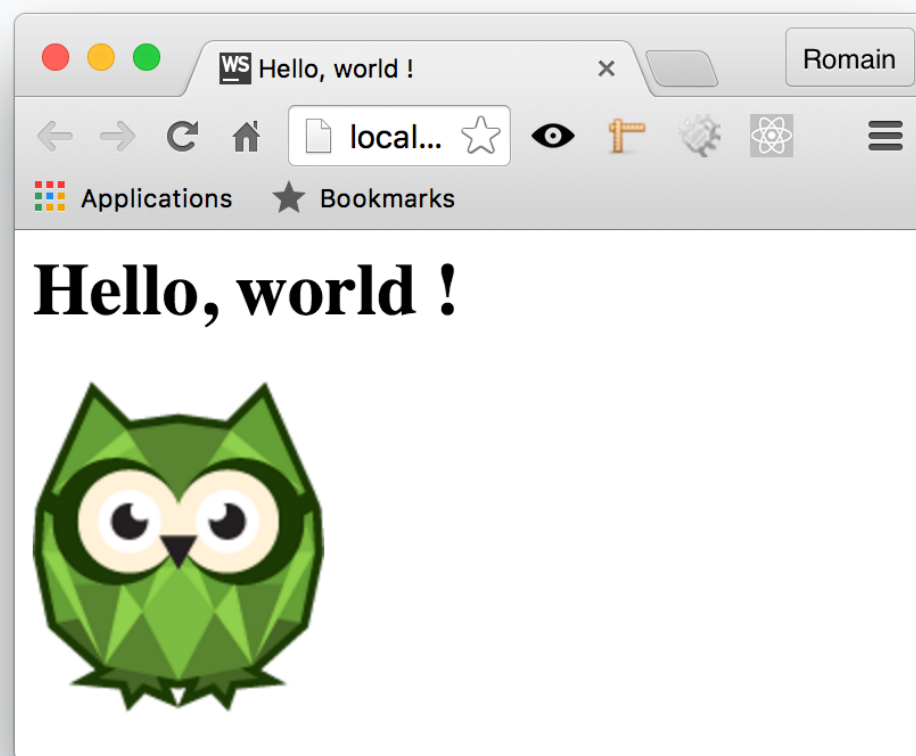 WS Hello, world !
Romain
local...
Applications
Bookmarks
Hello, world !